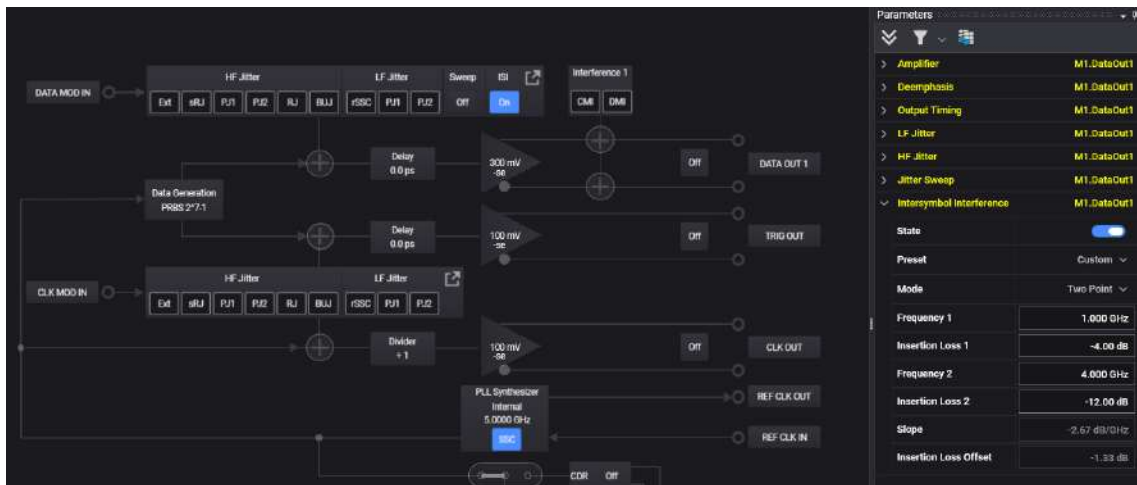 Parameters
HF Jitter LF Jitter Sweep ISI
Interference 1
DATA MOD IN
Ext sRJ PJ1 PJ2 RJ BUJ rSSC PJ1 PJ2 Off On
CMI DMI
Delay
0.0 ps
300 mV
-se
Off
DATA OUT 1
Data Generation
PRBS 2^7-1
Delay
0.0 ps
100 mV
-se
Off
TRIG OUT
HF Jitter LF Jitter
CLK MOD IN
Ext sRJ PJ1 PJ2 RJ BUJ rSSC PJ1 PJ2
Divider
÷ 1
100 mV
-se
Off
CLK OUT
PLL Synthesizer
Internal
5.0000 GHz
SSC
REF CLK OUT
REF CLK IN
CDR Off
Amplifier M1.DataOut1
Deemphasis M1.DataOut1
Output Timing M1.DataOut1
LF Jitter M1.DataOut1
HF Jitter M1.DataOut1
Jitter Sweep M1.DataOut1
Intersymbol Interference M1.DataOut1
State
Preset Custom
Mode Two Point
Frequency 1 1.000 GHz
Insertion Loss 1 -4.00 dB
Frequency 2 4.000 GHz
Insertion Loss 2 -12.00 dB
Slope -2.67 dB/GHz
Insertion Loss Offset -1.33 dB